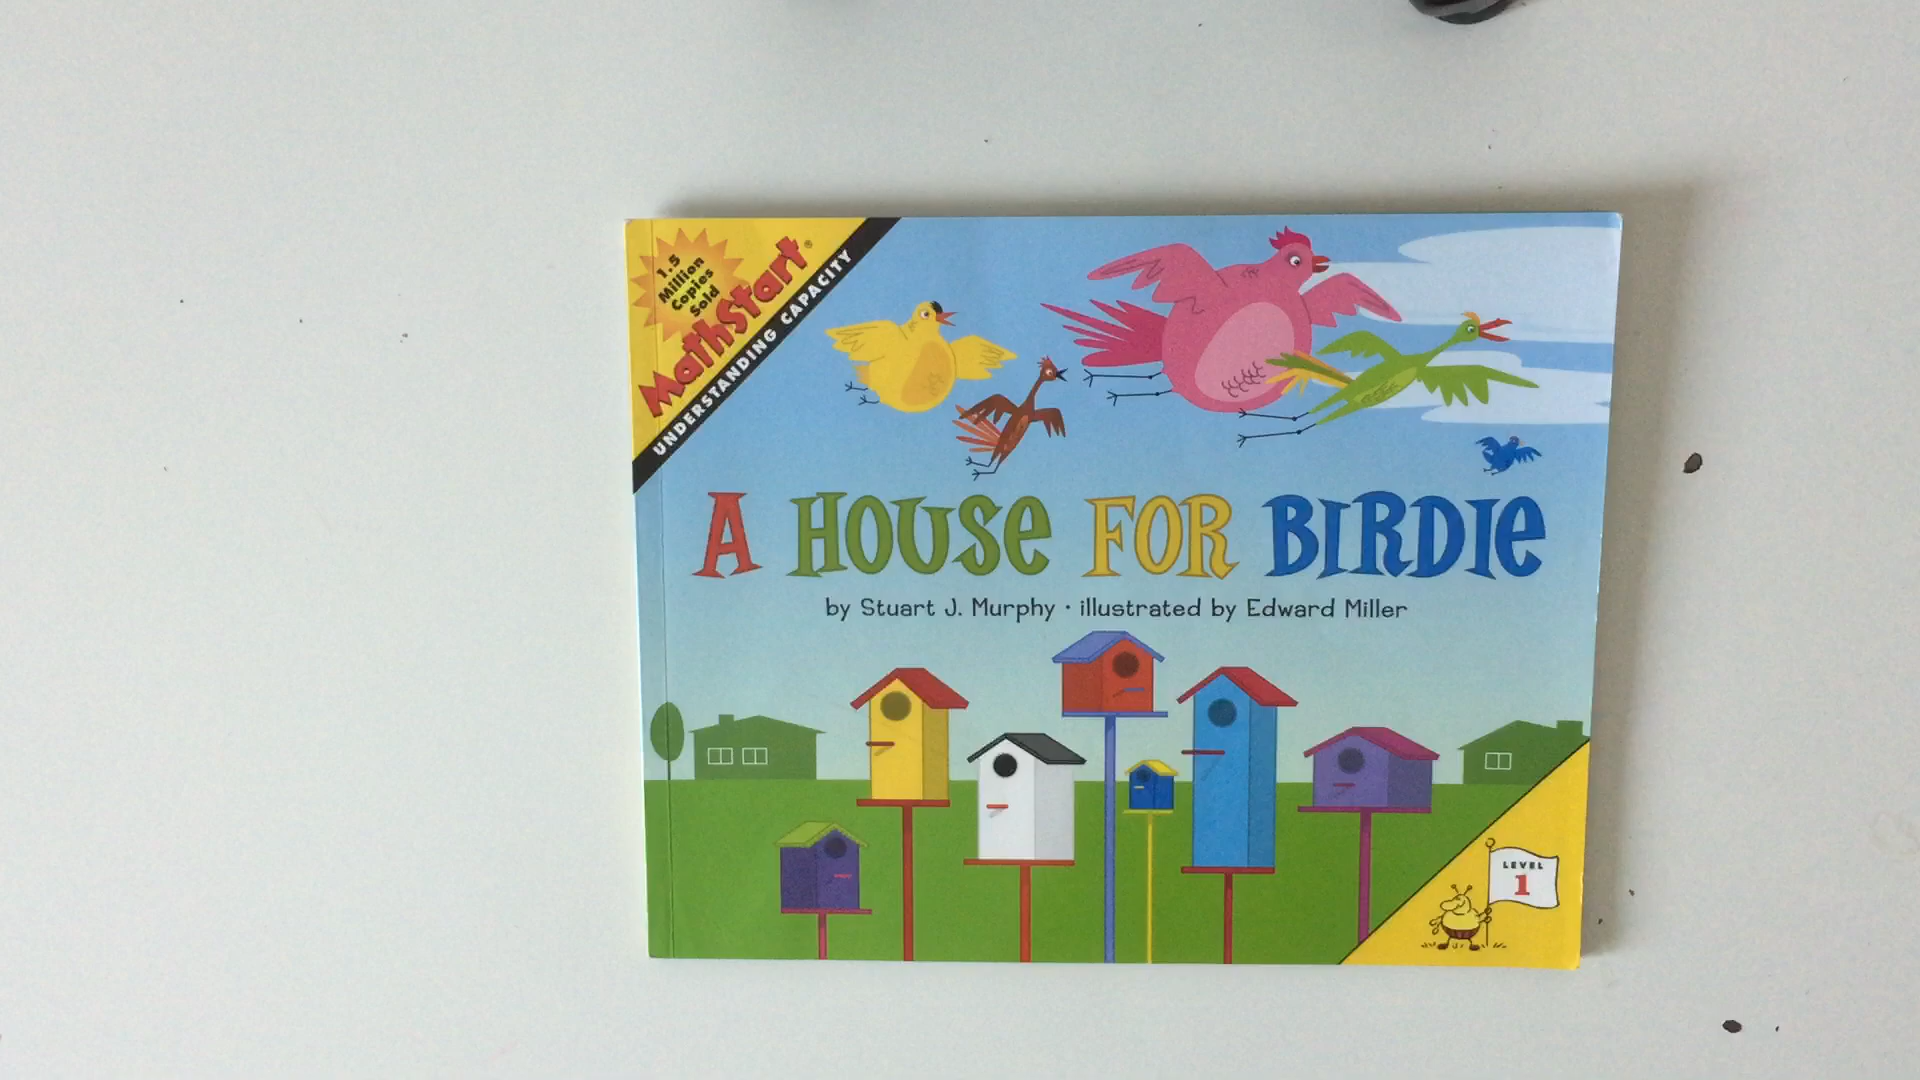 1.5
Million
Copies
Sold
MathStart®
UNDERSTANDING CAPACITY
A HOUSE FOR BIRDIE
by Stuart J. Murphy • illustrated by Edward Miller
LEVEL
1